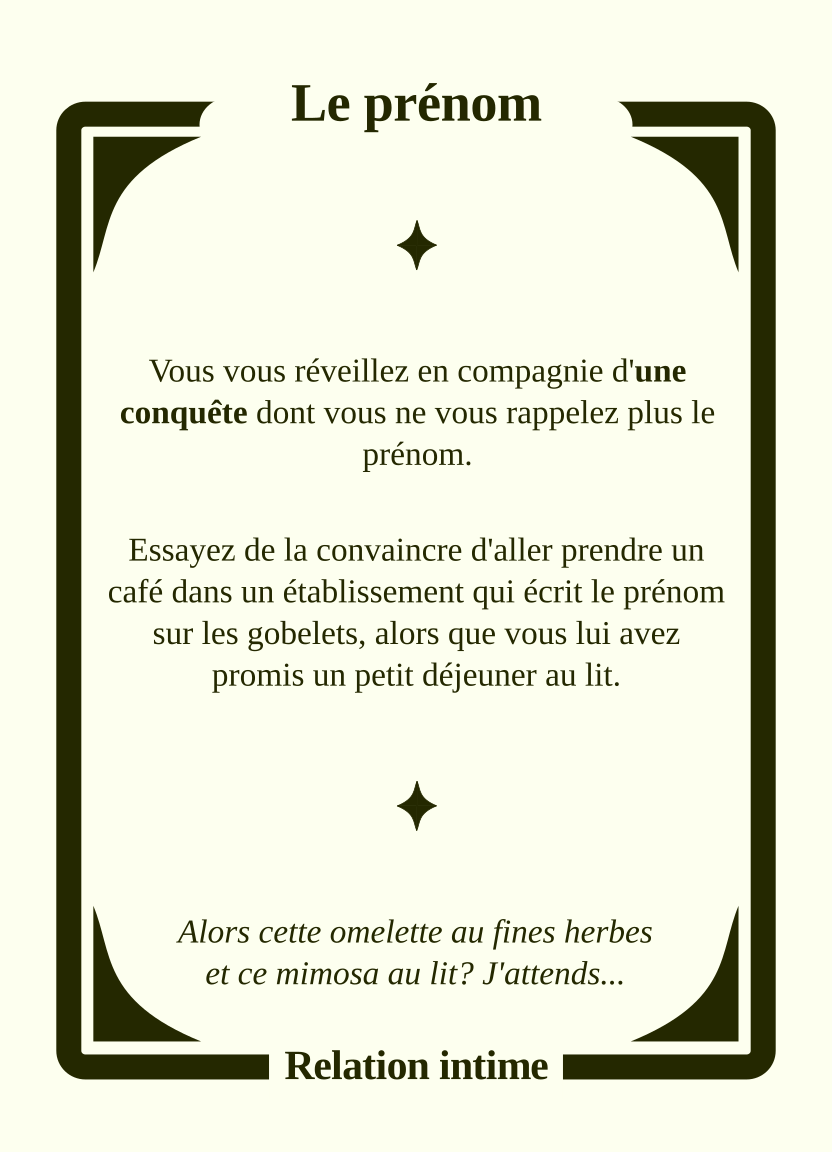 Le prénom
Vous vous réveillez en compagnie d'une
conquête dont vous ne vous rappelez plus le
prénom.
Essayez de la convaincre d'aller prendre un
café dans un établissement qui écrit le prénom
sur les gobelets, alors que vous lui avez
promis un petit déjeuner au lit.
Alors cette omelette au fines herbes
et ce mimosa au lit? J'attends...
Relation intime